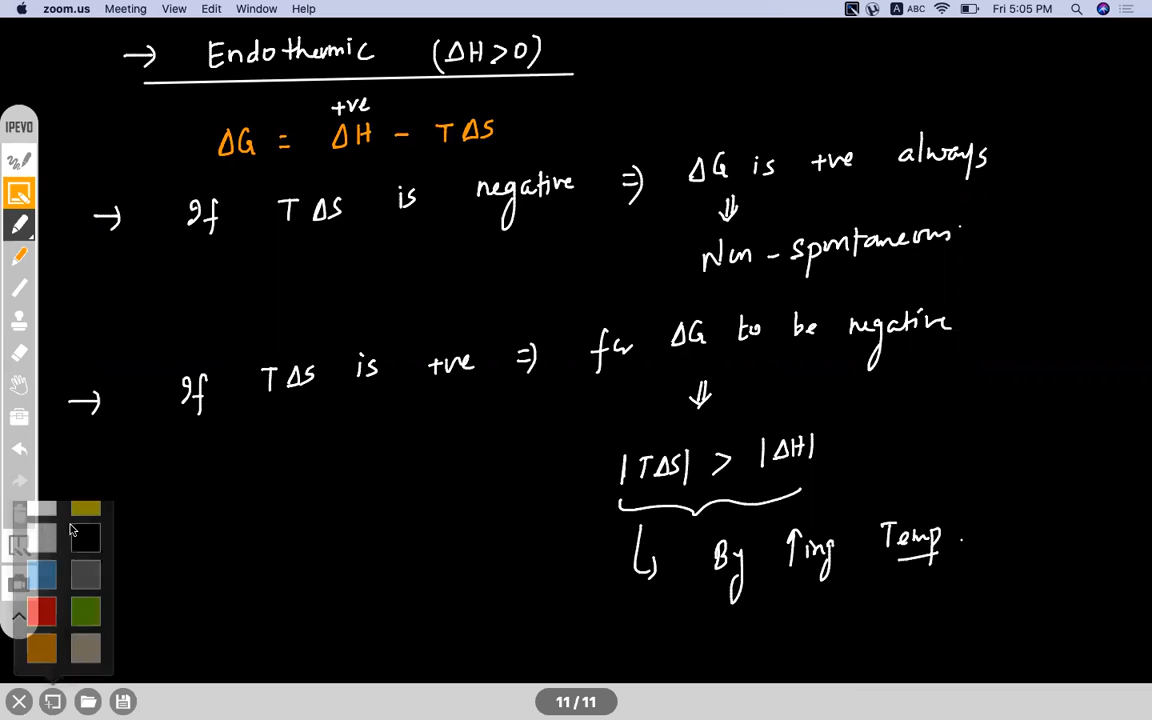 zoom.us Meeting View Edit Window Help A ABC Fri 5:05 PM
→ Endothermic (ΔH>0)
+ve
ΔG = ΔH - TΔS
→ If TΔS is negative ⇒ ΔG is +ve always
⇓
Non-spontaneous.
→ If TΔS is +ve ⇒ for ΔG to be negative
⇓
|TΔS| > |ΔH|
↳ By ↑ing Temp.
IPEVO
11/11